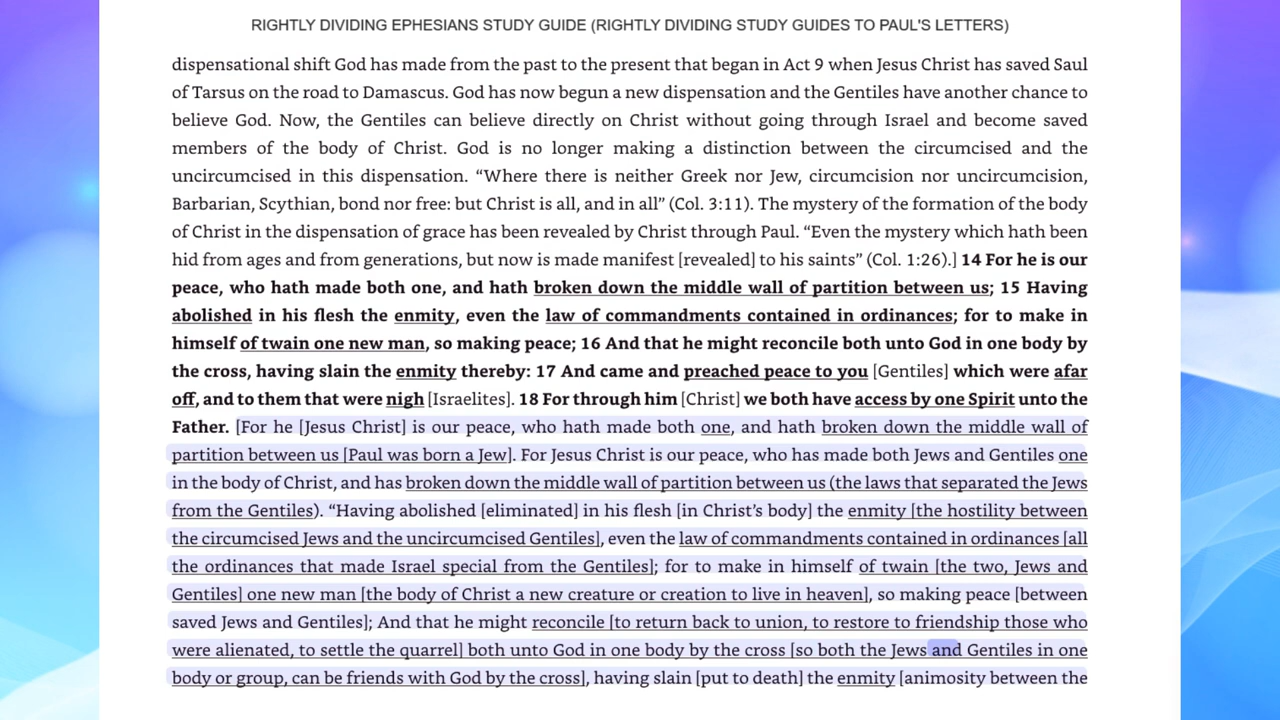 RIGHTLY DIVIDING EPHESIANS STUDY GUIDE (RIGHTLY DIVIDING STUDY GUIDES TO PAUL'S LETTERS)
dispensational shift God has made from the past to the present that began in Act 9 when Jesus Christ has saved Saul
of Tarsus on the road to Damascus. God has now begun a new dispensation and the Gentiles have another chance to
believe God. Now, the Gentiles can believe directly on Christ without going through Israel and become saved
members of the body of Christ. God is no longer making a distinction between the circumcised and the
uncircumcised in this dispensation. “Where there is neither Greek nor Jew, circumcision nor uncircumcision,
Barbarian, Scythian, bond nor free: but Christ is all, and in all” (Col. 3:11). The mystery of the formation of the body
of Christ in the dispensation of grace has been revealed by Christ through Paul. “Even the mystery which hath been
hid from ages and from generations, but now is made manifest [revealed] to his saints” (Col. 1:26).] 14 For he is our
peace, who hath made both one, and hath broken down the middle wall of partition between us; 15 Having
abolished in his flesh the enmity, even the law of commandments contained in ordinances; for to make in
himself of twain one new man, so making peace; 16 And that he might reconcile both unto God in one body by
the cross, having slain the enmity thereby: 17 And came and preached peace to you [Gentiles] which were afar
off, and to them that were nigh [Israelites]. 18 For through him [Christ] we both have access by one Spirit unto the
Father. [For he [Jesus Christ] is our peace, who hath made both one, and hath broken down the middle wall of
partition between us [Paul was born a Jew]. For Jesus Christ is our peace, who has made both Jews and Gentiles one
in the body of Christ, and has broken down the middle wall of partition between us (the laws that separated the Jews
from the Gentiles). “Having abolished [eliminated] in his flesh [in Christ’s body] the enmity [the hostility between
the circumcised Jews and the uncircumcised Gentiles], even the law of commandments contained in ordinances [all
the ordinances that made Israel special from the Gentiles]; for to make in himself of twain [the two, Jews and
Gentiles] one new man [the body of Christ a new creature or creation to live in heaven], so making peace [between
saved Jews and Gentiles]; And that he might reconcile [to return back to union, to restore to friendship those who
were alienated, to settle the quarrel] both unto God in one body by the cross [so both the Jews and Gentiles in one
body or group, can be friends with God by the cross], having slain [put to death] the enmity [animosity between the